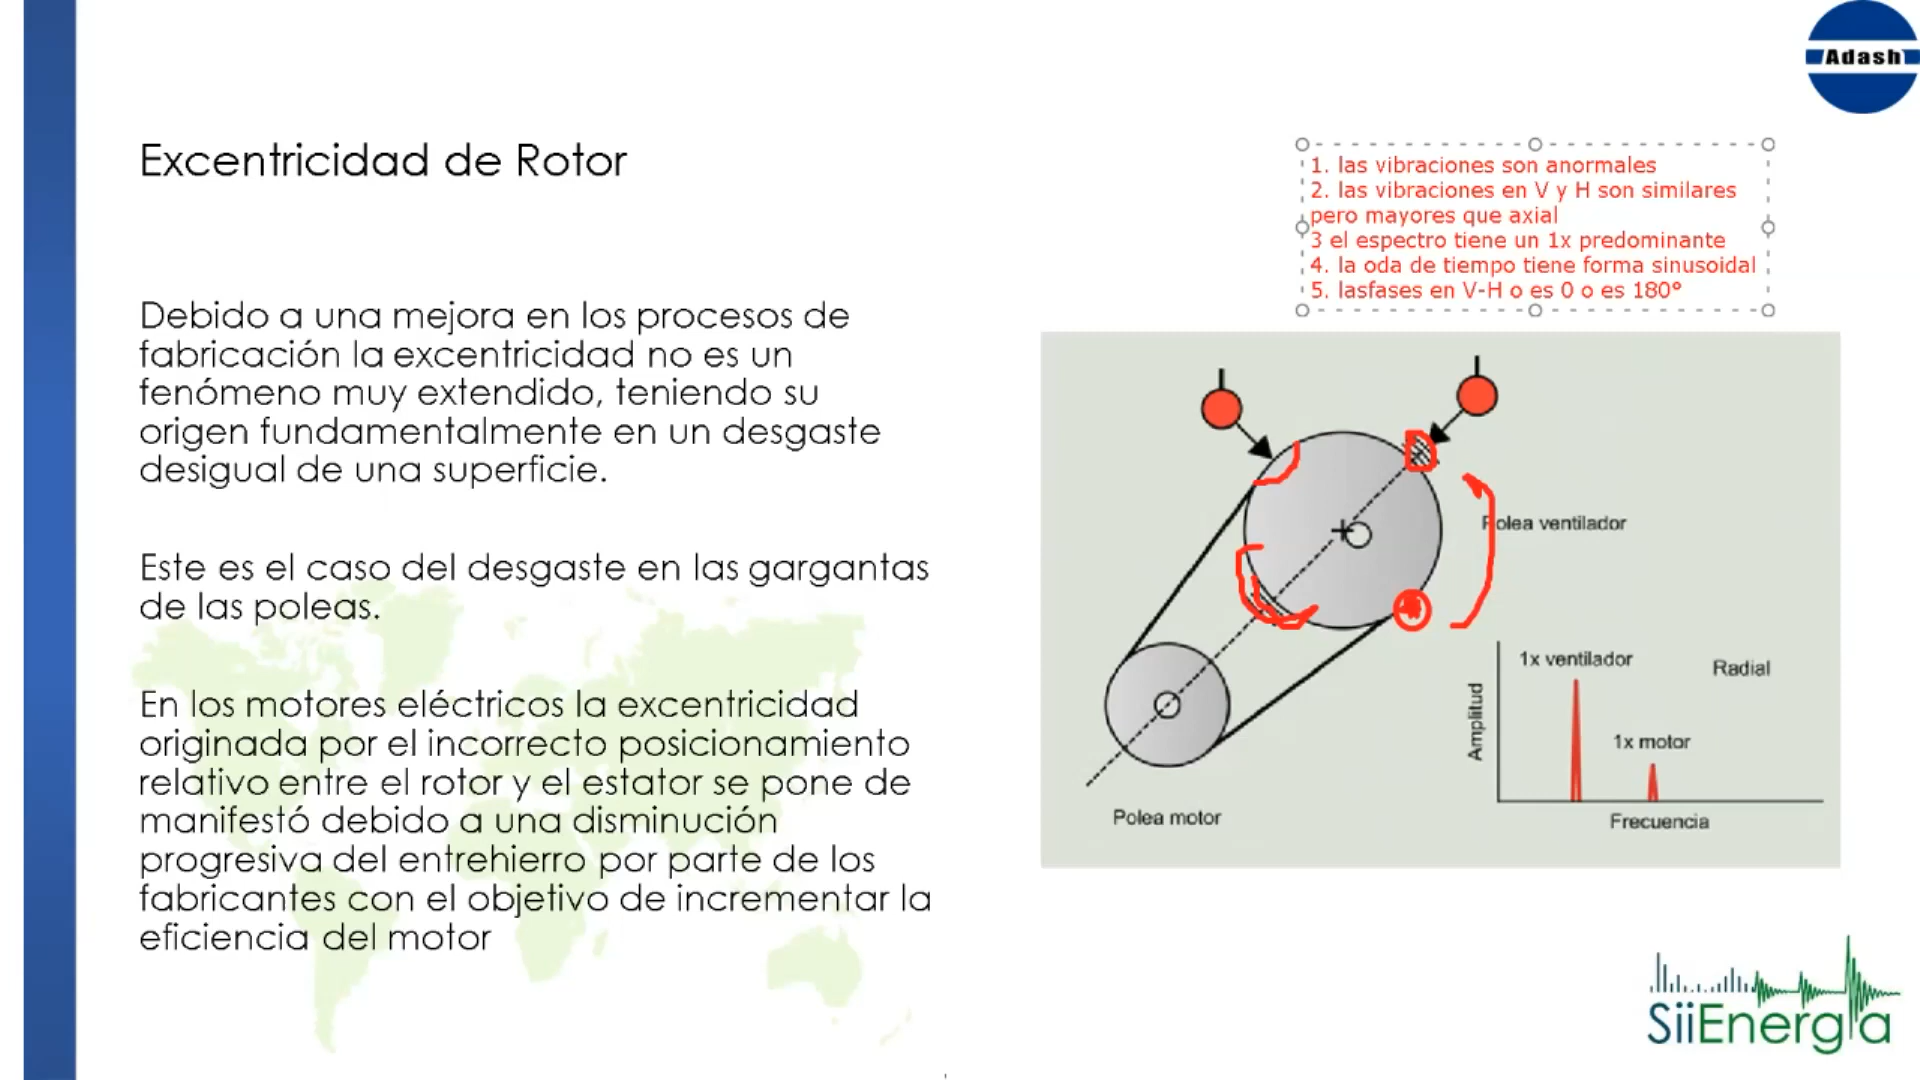 Adash
Excentricidad de Rotor
1. las vibraciones son anormales
2. las vibraciones en V y H son similares
pero mayores que axial
3 el espectro tiene un 1x predominante
4. la oda de tiempo tiene forma sinusoidal
5. lasfases en V-H o es 0 o es 180°
Debido a una mejora en los procesos de
fabricación la excentricidad no es un
fenómeno muy extendido, teniendo su
origen fundamentalmente en un desgaste
desigual de una superficie.
Este es el caso del desgaste en las gargantas
de las poleas.
En los motores eléctricos la excentricidad
originada por el incorrecto posicionamiento
relativo entre el rotor y el estator se pone de
manifestó debido a una disminución
progresiva del entrehierro por parte de los
fabricantes con el objetivo de incrementar la
eficiencia del motor
Polea ventilador
1x ventilador
Radial
Amplitud
1x motor
Polea motor
Frecuencia
SiiEnergía